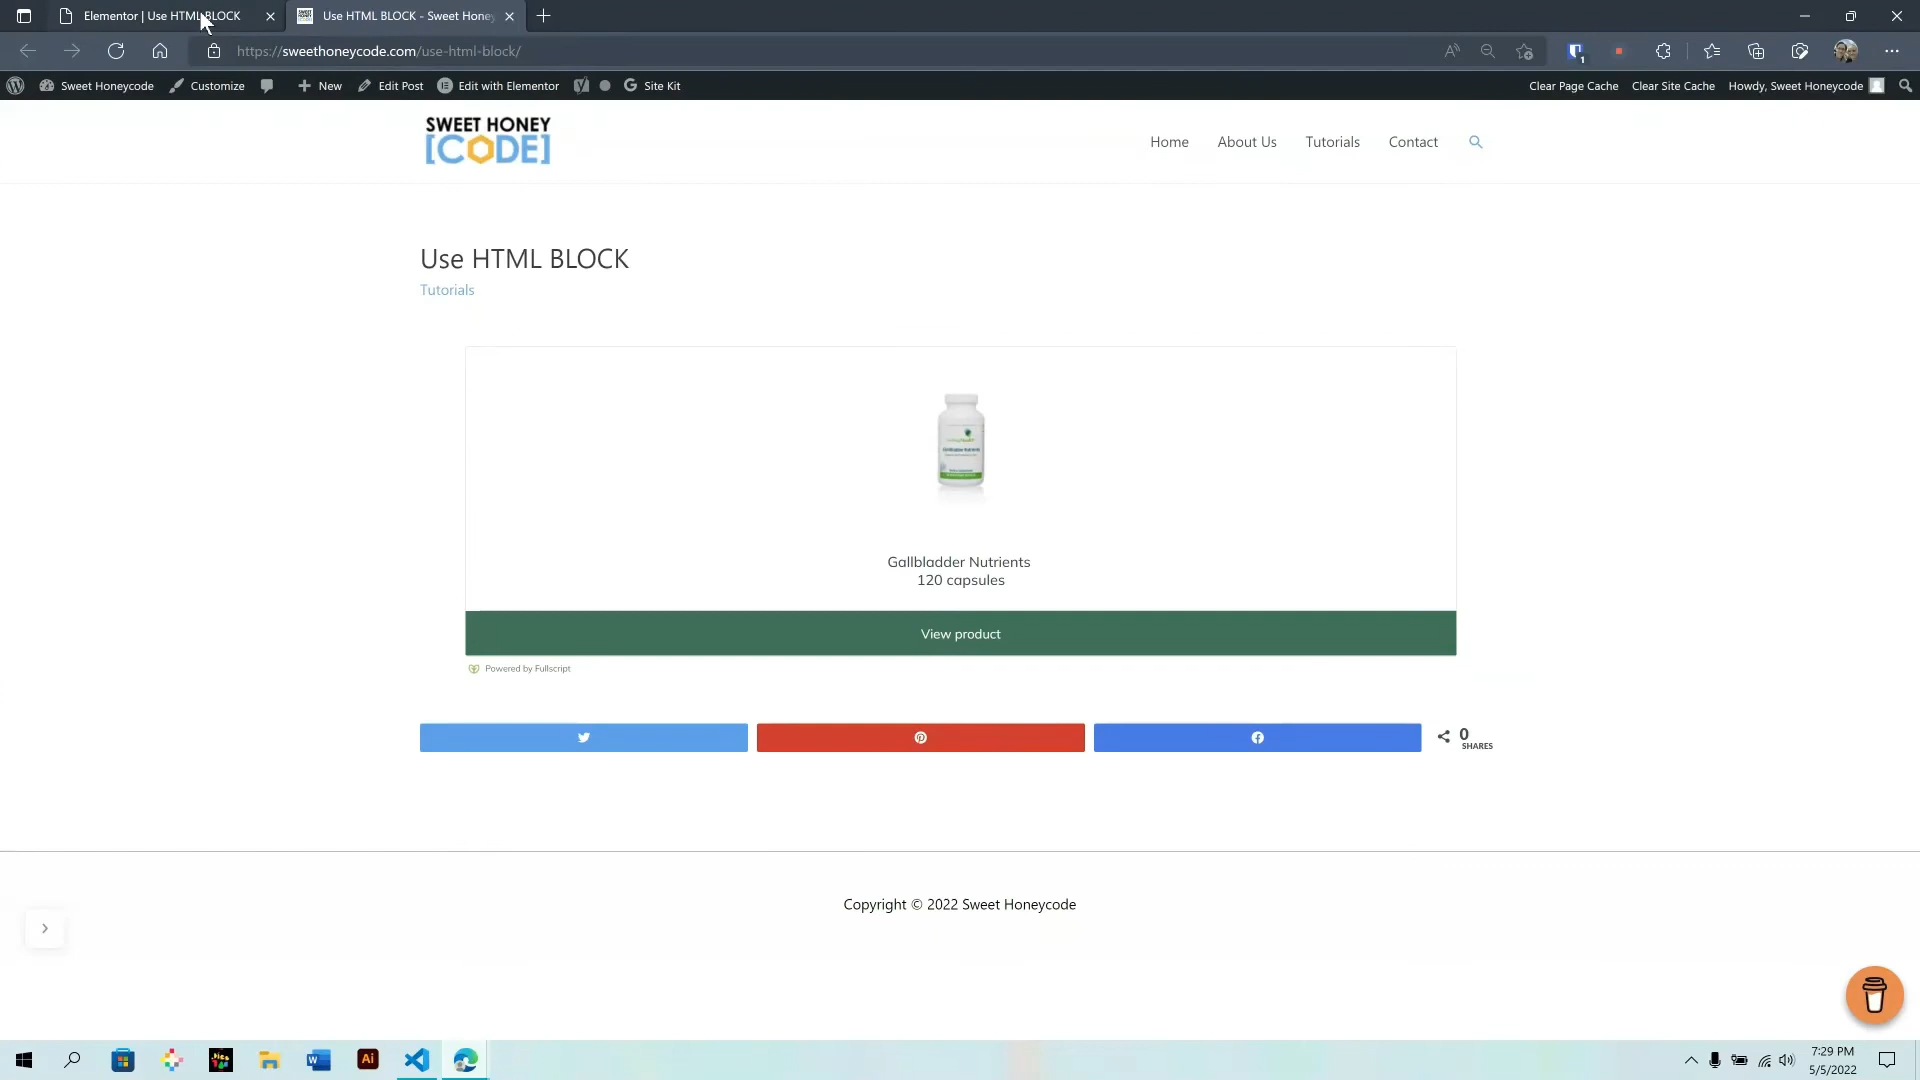 Elementor | Use HTML BLOCK
Use HTML BLOCK - Sweet Honey
https://sweethoneycode.com/use-html-block/
1
Sweet Honeycode
Customize
New
Edit Post
Edit with Elementor
Site Kit
Clear Page Cache
Clear Site Cache
Howdy, Sweet Honeycode
SWEET HONEY
[CODE]
Home
About Us
Tutorials
Contact
Use HTML BLOCK
Tutorials
Gallbladder Nutrients
120 capsules
View product
Powered by Fullscript
0
SHARES
Copyright © 2022 Sweet Honeycode
Ai
7:29 PM
5/5/2022